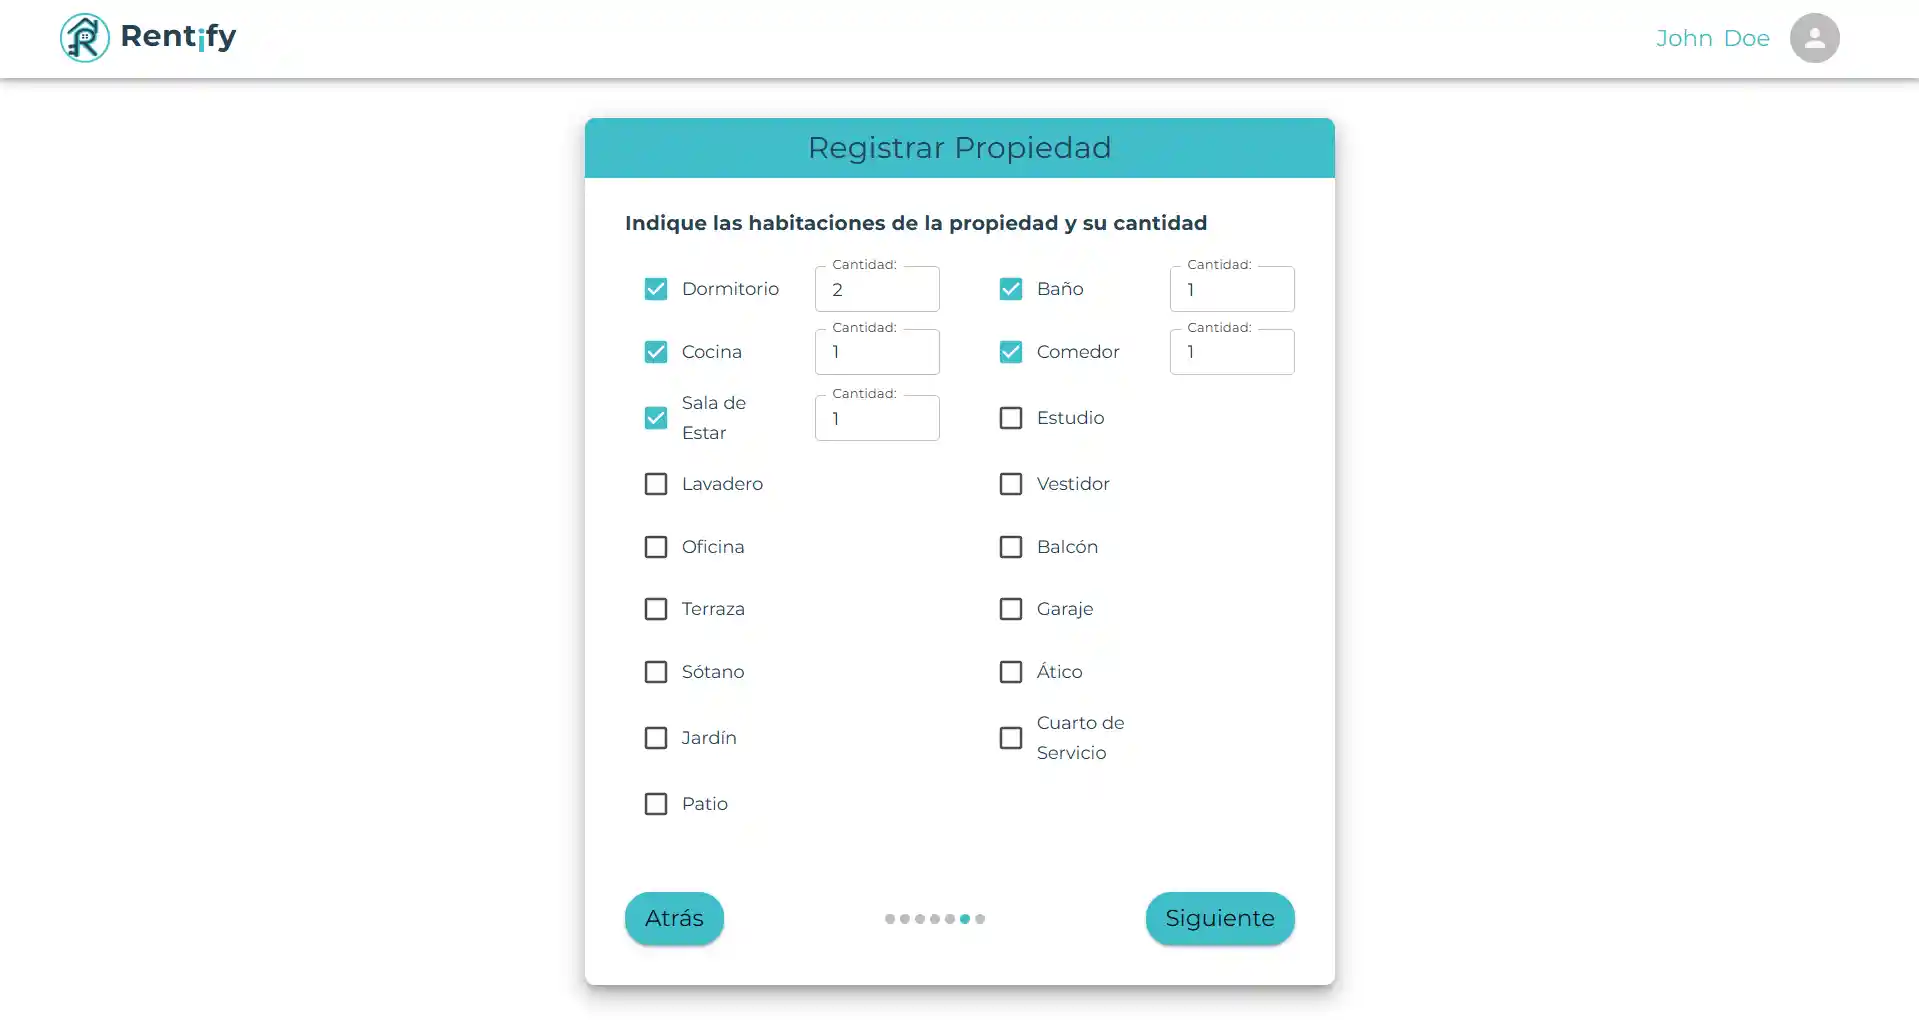 Rentify
John Doe
Registrar Propiedad
Indique las habitaciones de la propiedad y su cantidad
Dormitorio
Cantidad:
2
Baño
Cantidad:
1
Cocina
Cantidad:
1
Comedor
Cantidad:
1
Sala de
Estar
Cantidad:
1
Estudio
Lavadero
Vestidor
Oficina
Balcón
Terraza
Garaje
Sótano
Ático
Jardín
Cuarto de
Servicio
Patio
Atrás
Siguiente